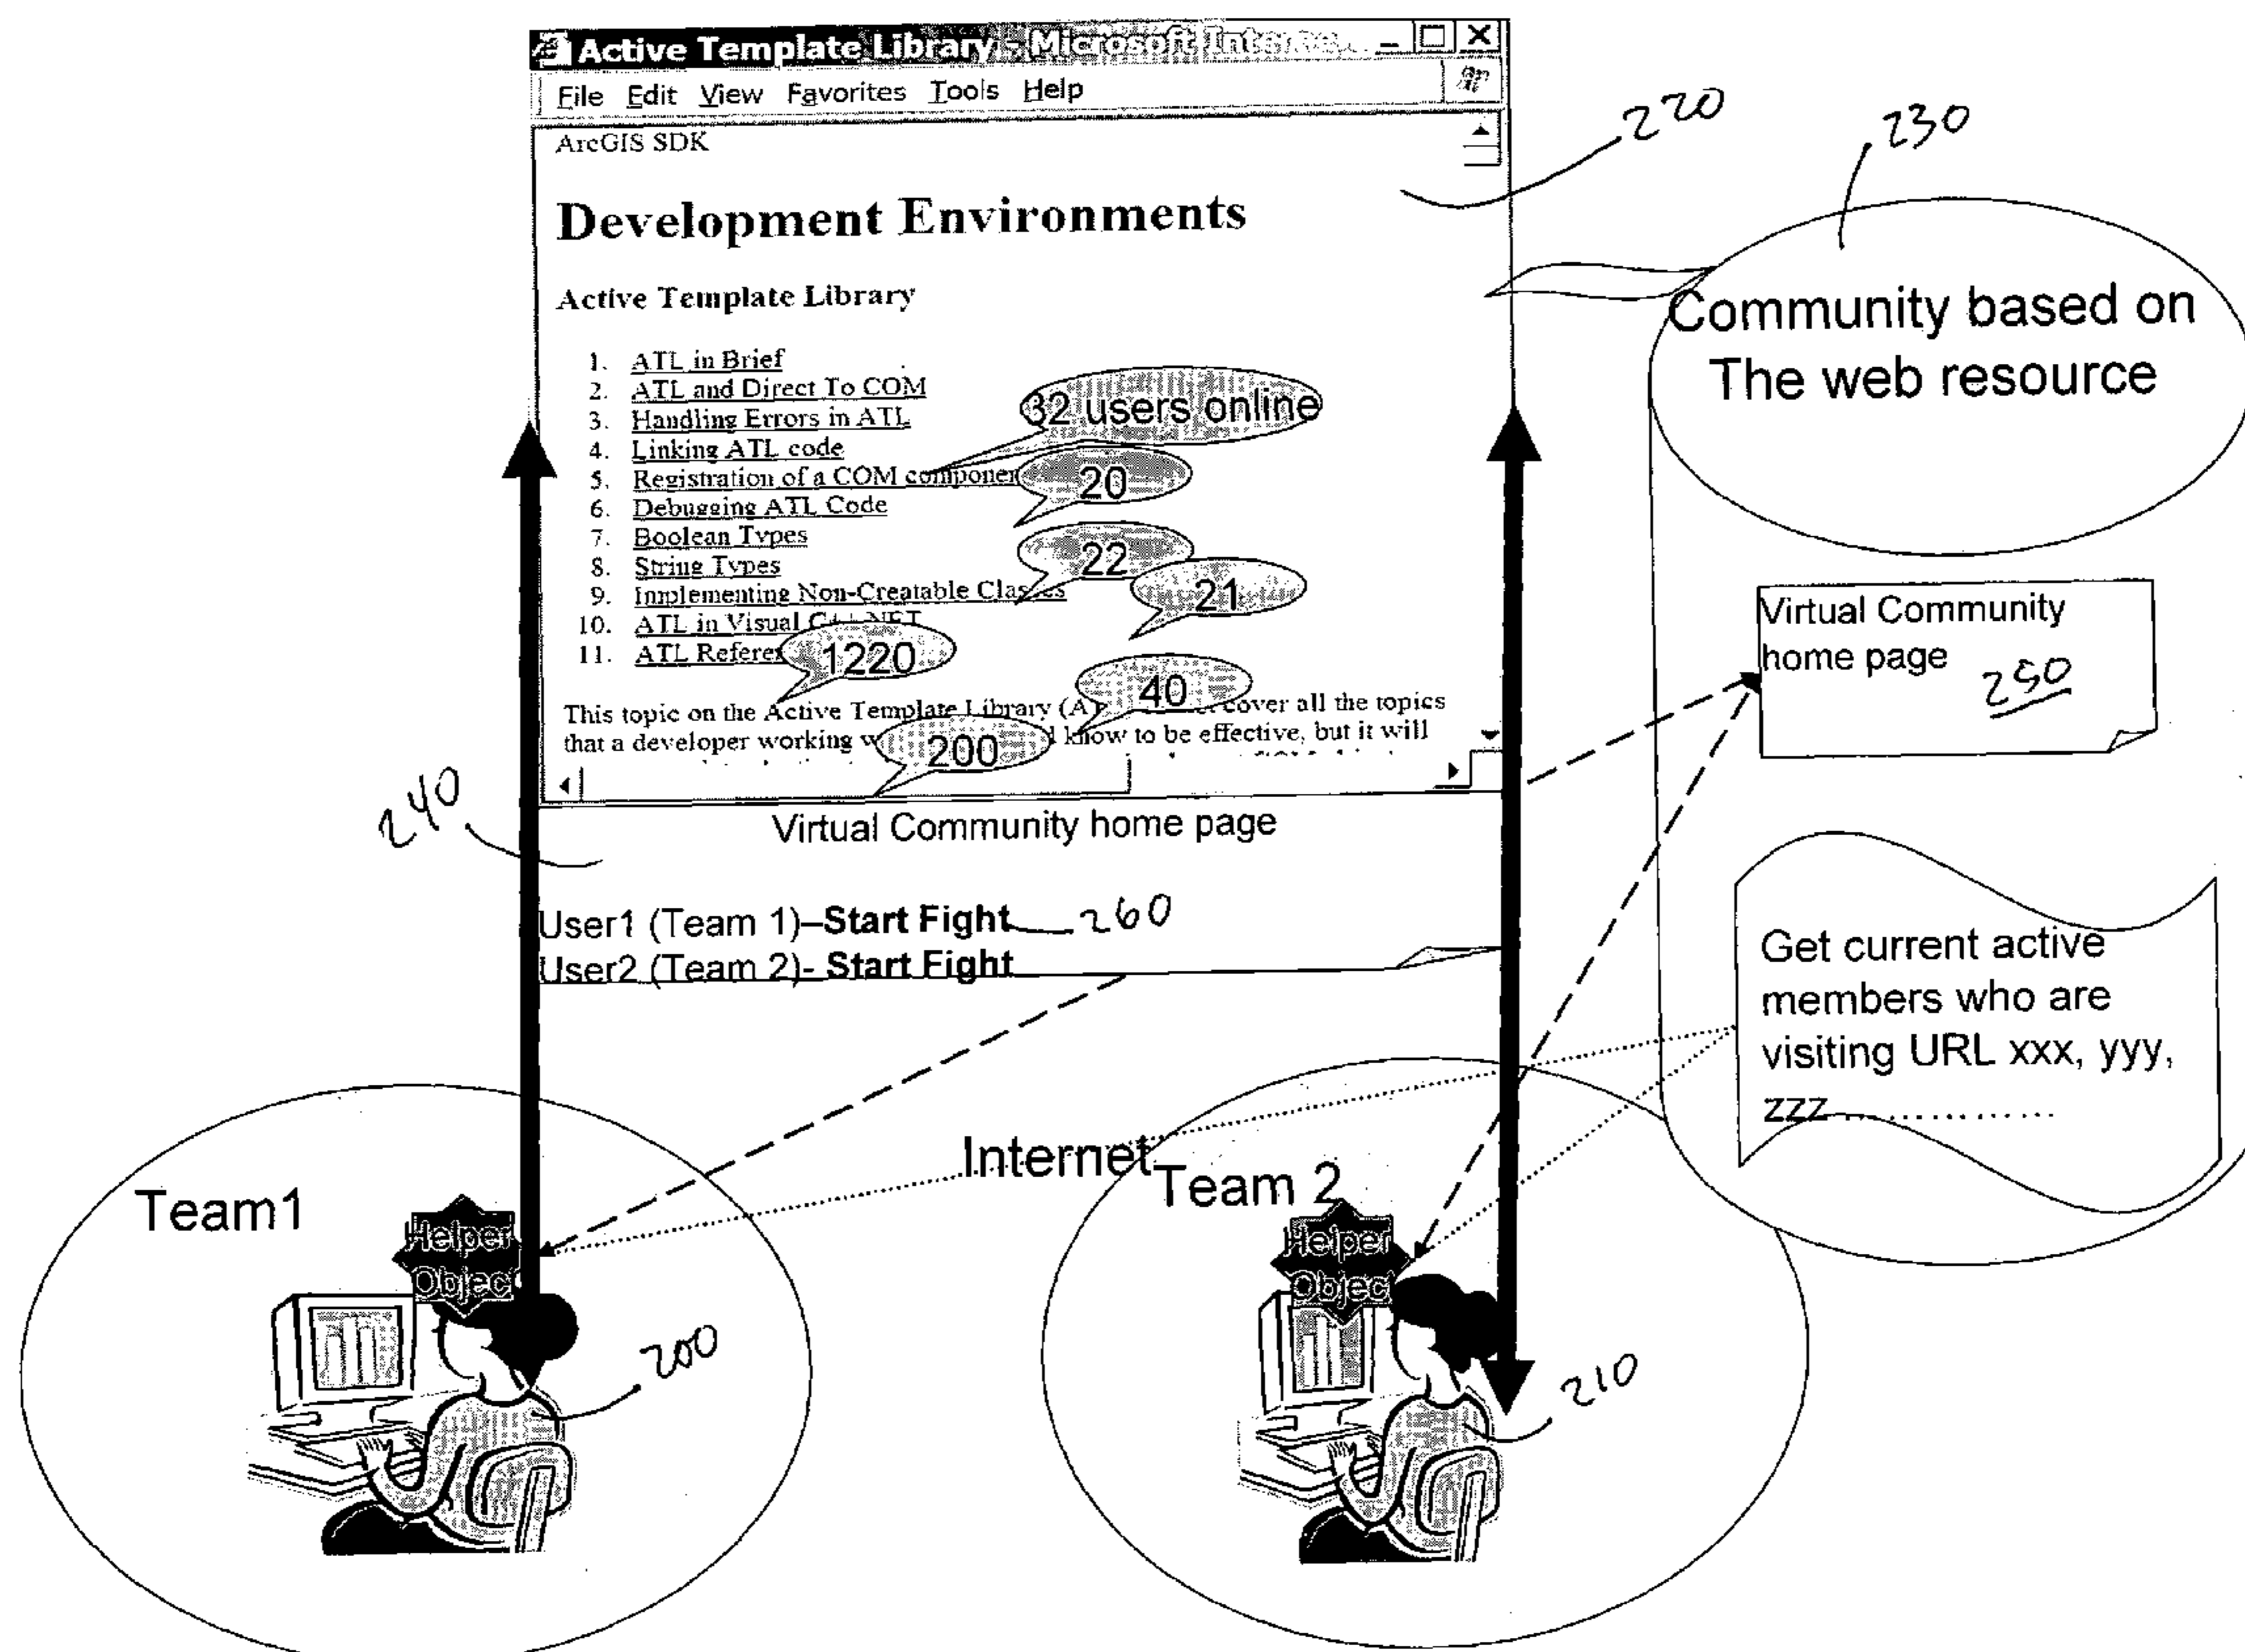 Active Template Library - Microsoft Interne...
File Edit View Favorites Tools Help
ArcGIS SDK
Development Environments
Active Template Library
1. ATL in Brief
2. ATL and Direct To COM
3. Handling Errors in ATL
4. Linking ATL code
5. Registration of a COM componen
6. Debugging ATL Code
7. Boolean Types
8. String Types
9. Implementing Non-Creatable Classes
10. ATL in Visual C++.NET
11. ATL Refere
32 users online
20
22
21
1220
40
200
This topic on the Active Template Library (A cover all the topics
that a developer working w know to be effective, but it will
220
230
Community based on
The web resource
Virtual Community
home page
250
240
Virtual Community home page
User1 (Team 1)–Start Fight 260
User2 (Team 2)- Start Fight
Get current active
members who are
visiting URL xxx, yyy,
zzz..............
Internet
Team1
Helper
Objec
200
Team 2
Helper
Objec
210